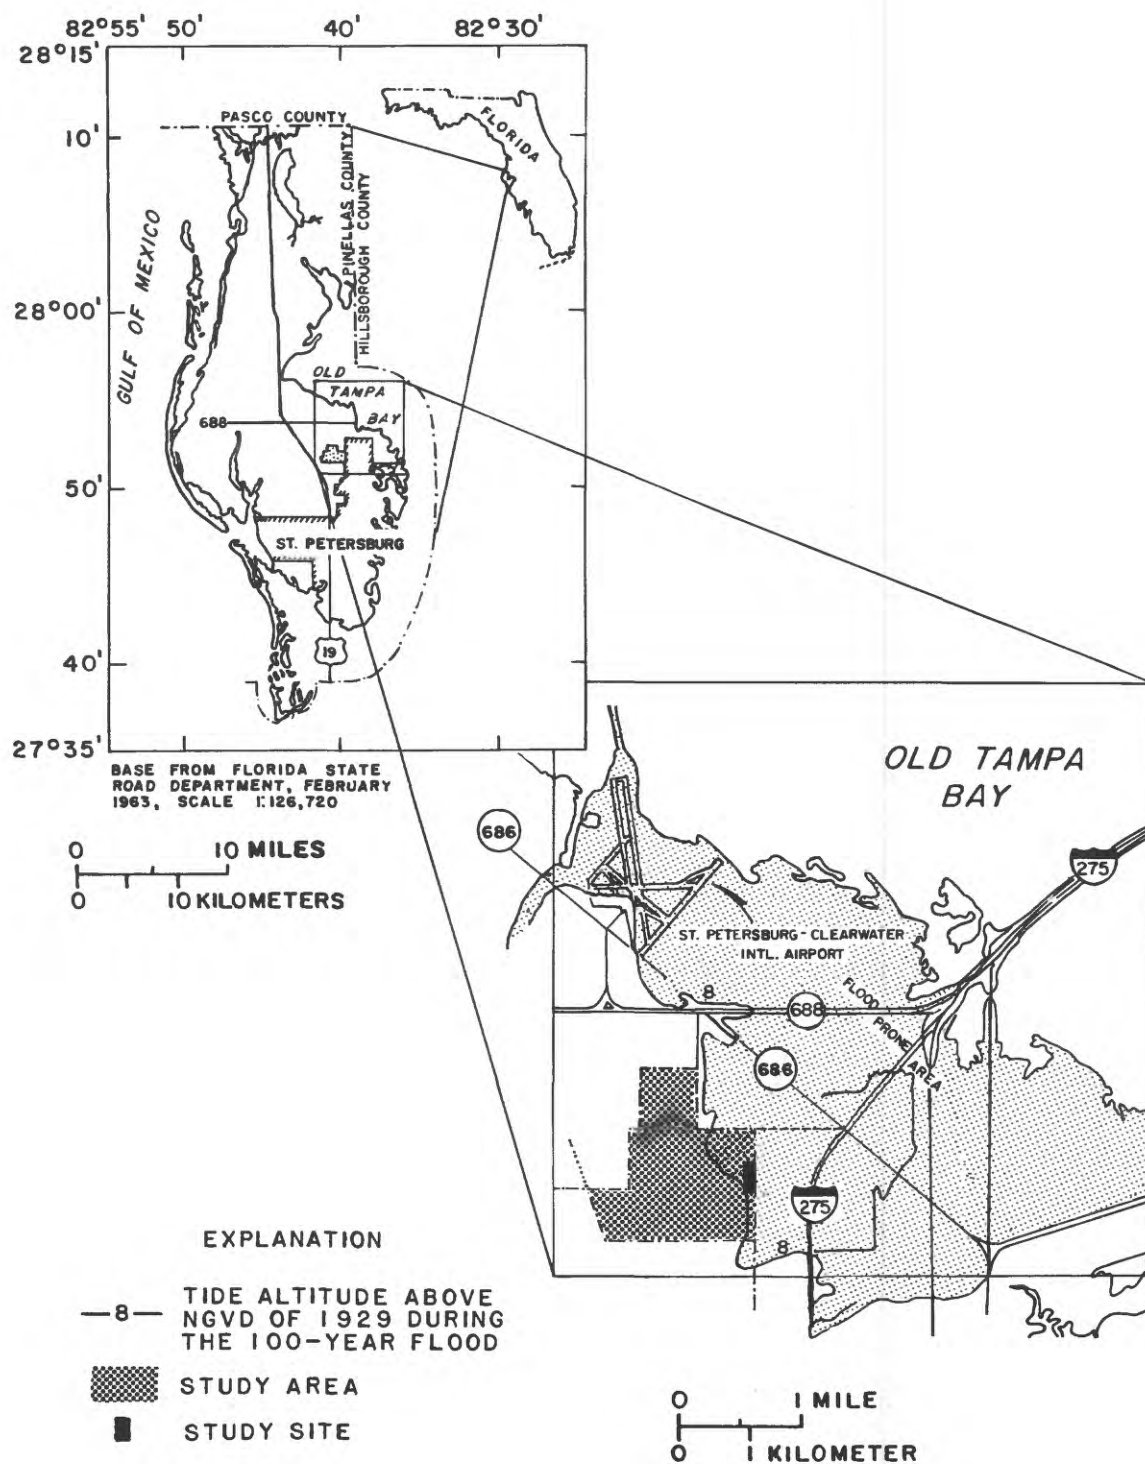 82°55' 50' 40' 82°30'
28°15'
10'
28°00'
50'
40'
27°35'
PASCO COUNTY
FLORIDA
PINELLAS COUNTY
HILLSBOROUGH COUNTY
GULF OF MEXICO
OLD
TAMPA
BAY
688
ST. PETERSBURG
19
BASE FROM FLORIDA STATE
ROAD DEPARTMENT, FEBRUARY
1963, SCALE 1:126,720
0 10 MILES
0 10 KILOMETERS
OLD TAMPA
BAY
686
275
ST. PETERSBURG-CLEARWATER
INTL. AIRPORT
8
688
FLOOD
PRONE
AREA
686
275
8
EXPLANATION
—8— TIDE ALTITUDE ABOVE
NGVD OF 1929 DURING
THE 100-YEAR FLOOD
STUDY AREA
STUDY SITE
0 1 MILE
0 1 KILOMETER